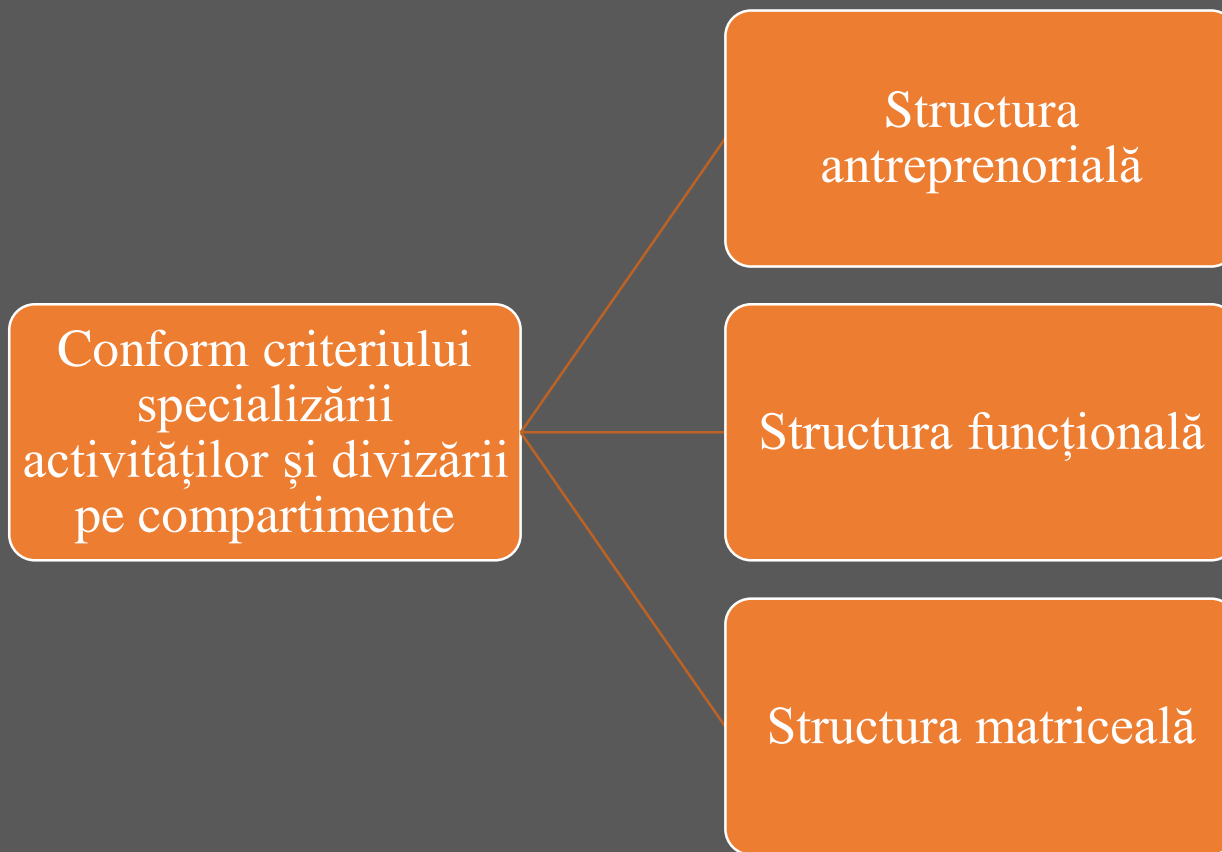 Conform criteriului
specializării
activităților și divizării
pe compartimente
Structura
antreprenorială
Structura funcțională
Structura matriceală